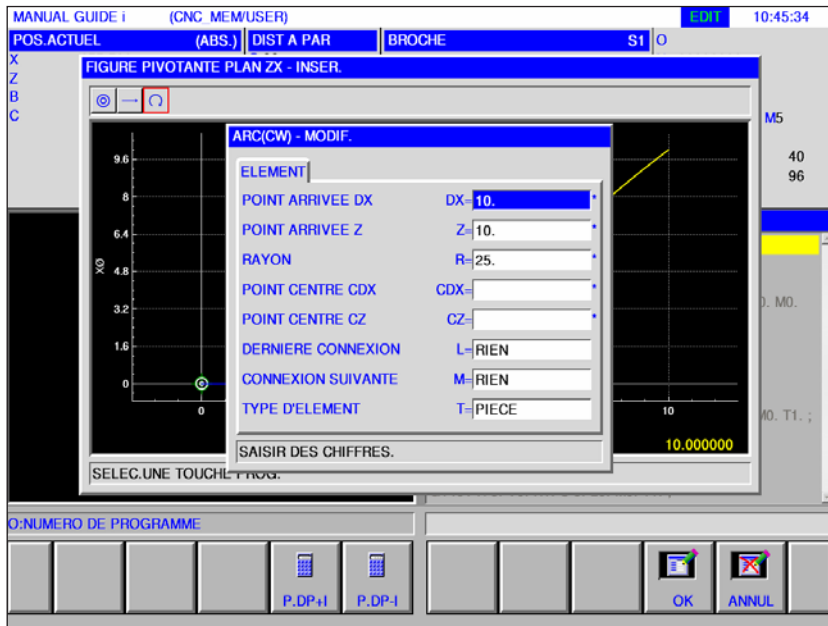 MANUAL GUIDE i (CNC_MEM/USER) EDIT 10:45:34
POS.ACTUEL (ABS.) DIST A PAR BROCHE S1 O
X
Z
B
C
FIGURE PIVOTANTE PLAN ZX - INSER.
M5
40
96
ARC(CW) - MODIF.
ELEMENT
POINT ARRIVEE DX DX= 10. *
POINT ARRIVEE Z Z= 10. *
RAYON R= 25. *
POINT CENTRE CDX CDX= *
POINT CENTRE CZ CZ= *
DERNIERE CONNEXION L= RIEN
CONNEXION SUIVANTE M= RIEN
TYPE D'ELEMENT T= PIECE
SAISIR DES CHIFFRES.
9.6
8
6.4
XØ
4.8
3.2
1.6
0
0 10
10.000000
M0.
M0. T1. ;
SELEC.UNE TOUCHE PROG.
O:NUMERO DE PROGRAMME
P.DP+I P.DP-I OK ANNUL